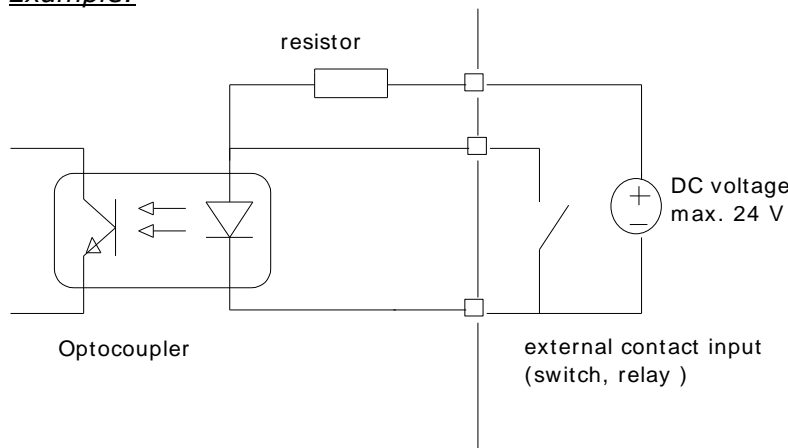 Example:
resistor
DC voltage
max. 24 V
Optocoupler
external contact input
(switch, relay )